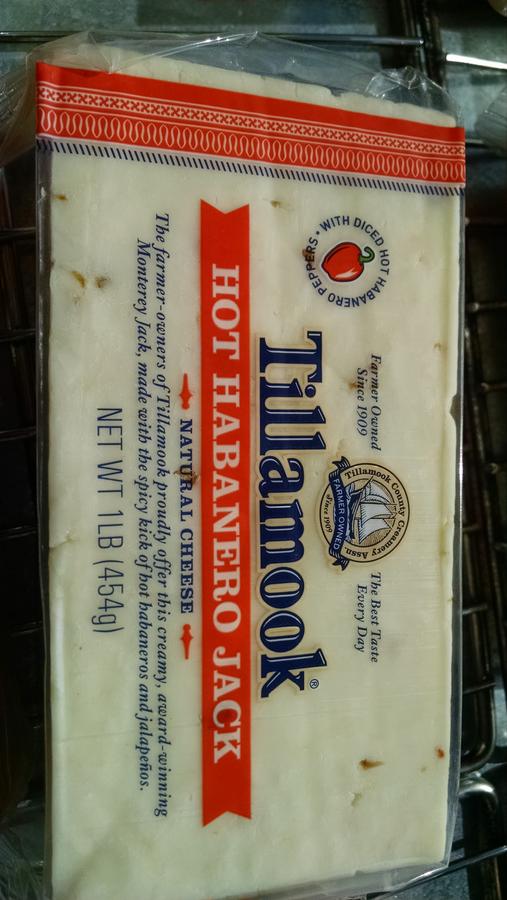 WITH DICED HOT HABANERO PEPPERS •
Farmer Owned
Since 1909
Tillamook County Creamery Assn.
FARMER OWNED
Since 1909
The Best Taste
Every Day
Tillamook®
HOT HABANERO JACK
NATURAL CHEESE
The farmer-owners of Tillamook proudly offer this creamy, award-winning
Monterey Jack, made with the spicy kick of hot habaneros and jalapeños.
NET WT 1LB (454g)